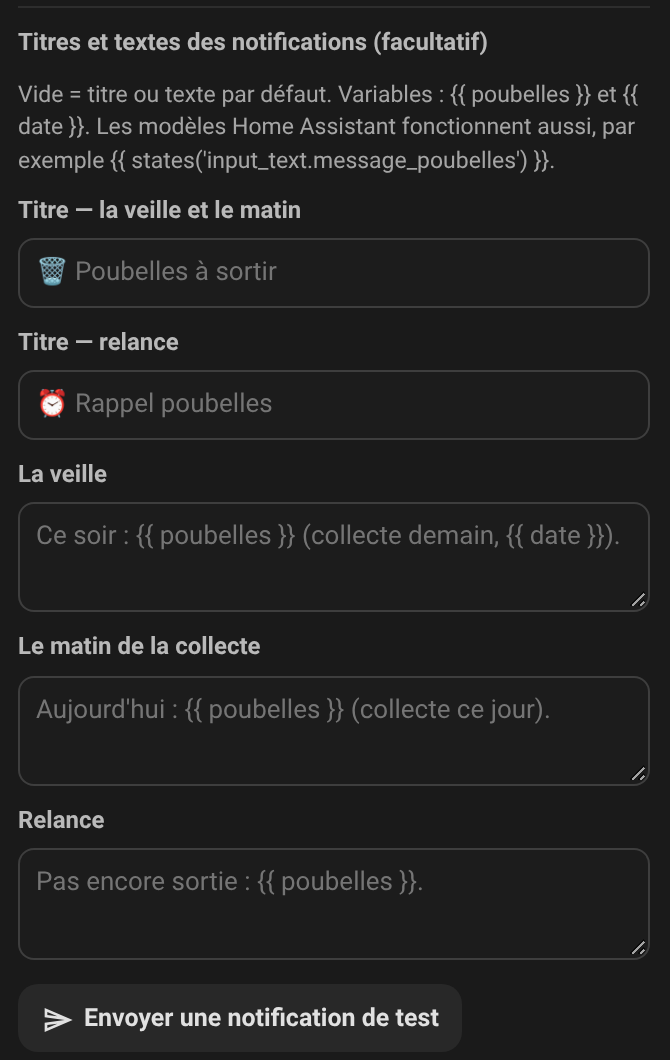 Titres et textes des notifications (facultatif)
Vide = titre ou texte par défaut. Variables : {{ poubelles }} et {{
date }}. Les modèles Home Assistant fonctionnent aussi, par
exemple {{ states('input_text.message_poubelles') }}.
Titre — la veille et le matin
🗑️ Poubelles à sortir
Titre — relance
⏰ Rappel poubelles
La veille
Ce soir : {{ poubelles }} (collecte demain, {{ date }}).
Le matin de la collecte
Aujourd'hui : {{ poubelles }} (collecte ce jour).
Relance
Pas encore sortie : {{ poubelles }}.
Envoyer une notification de test